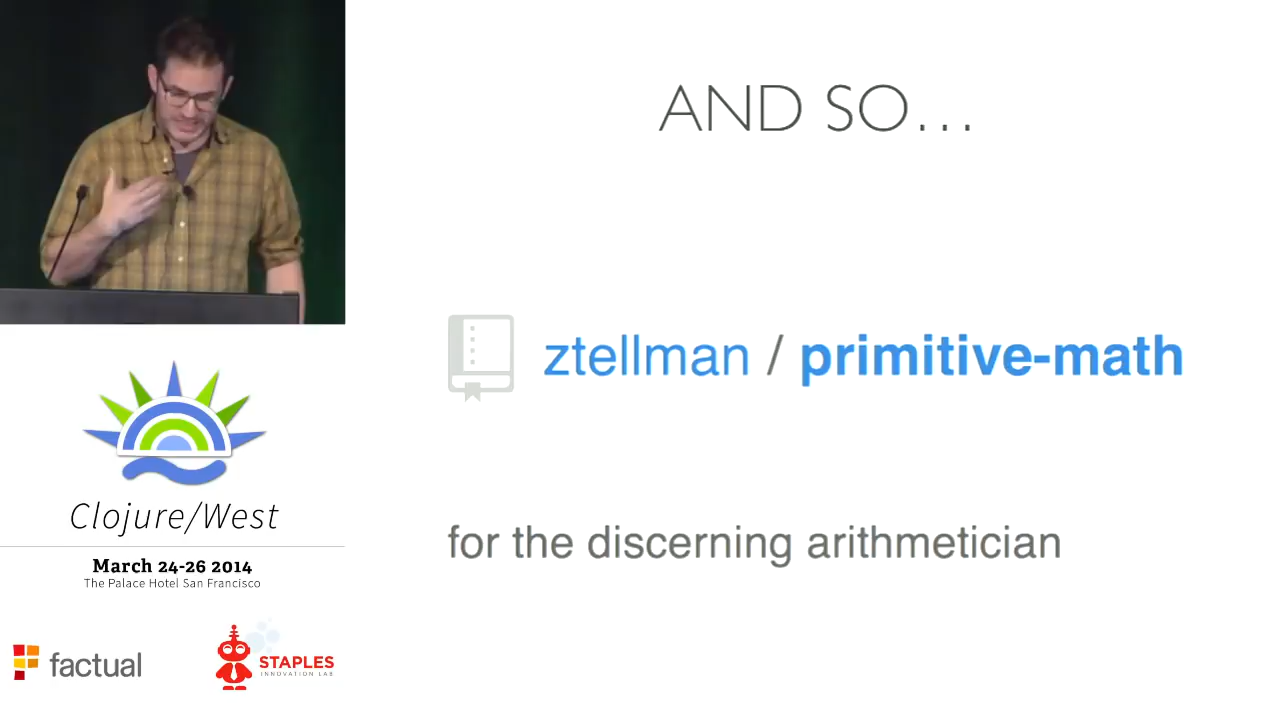 AND SO...
ztellman / primitive-math
for the discerning arithmetician
Clojure/West
March 24-26 2014
The Palace Hotel San Francisco
factual
STAPLES
INNOVATION LAB